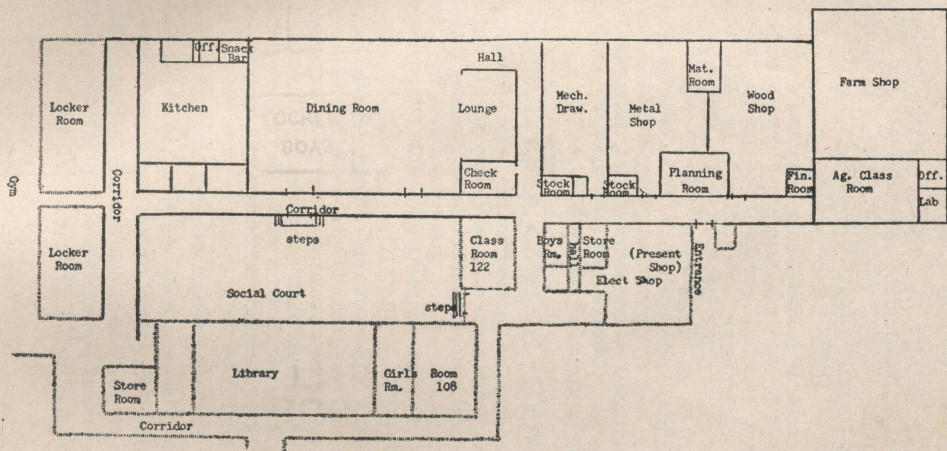 Off.
Snack
Bar
Hall
Locker
Room
Kitchen
Dining Room
Lounge
Mech.
Draw.
Metal
Shop
Mat.
Room
Wood
Shop
Farm Shop
Gym
Corridor
Check
Room
Stock
Room
Stock
Room
Planning
Room
Fin.
Room
Ag. Class
Room
Off.
Lab
Corridor
steps
Locker
Room
Social Court
Class
Room
122
steps
Boys
Rm.
Hall
Store
Room
(Present
Shop)
Elect Shop
Entrance
Store
Room
Library
Girls
Rm.
Room
108
Corridor